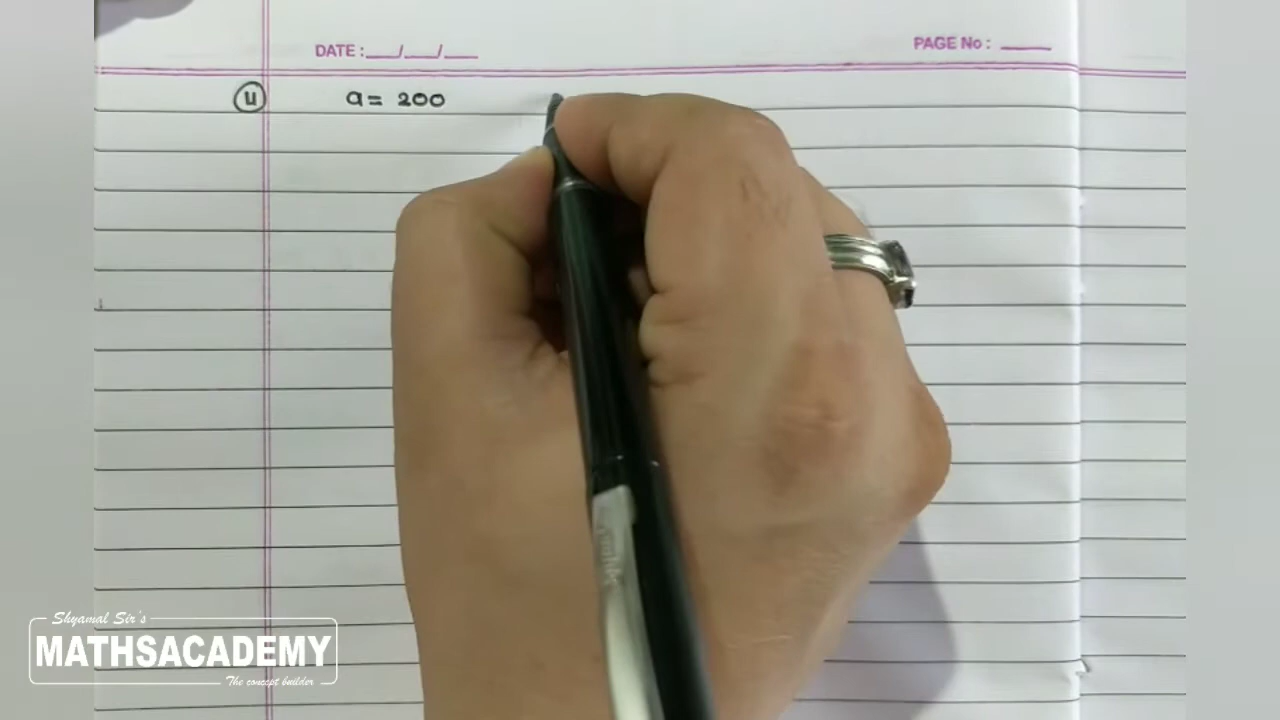 DATE :___/___/___
PAGE No : _____
a = 200
Shyamal Sir's
MATHSACADEMY
The concept builder